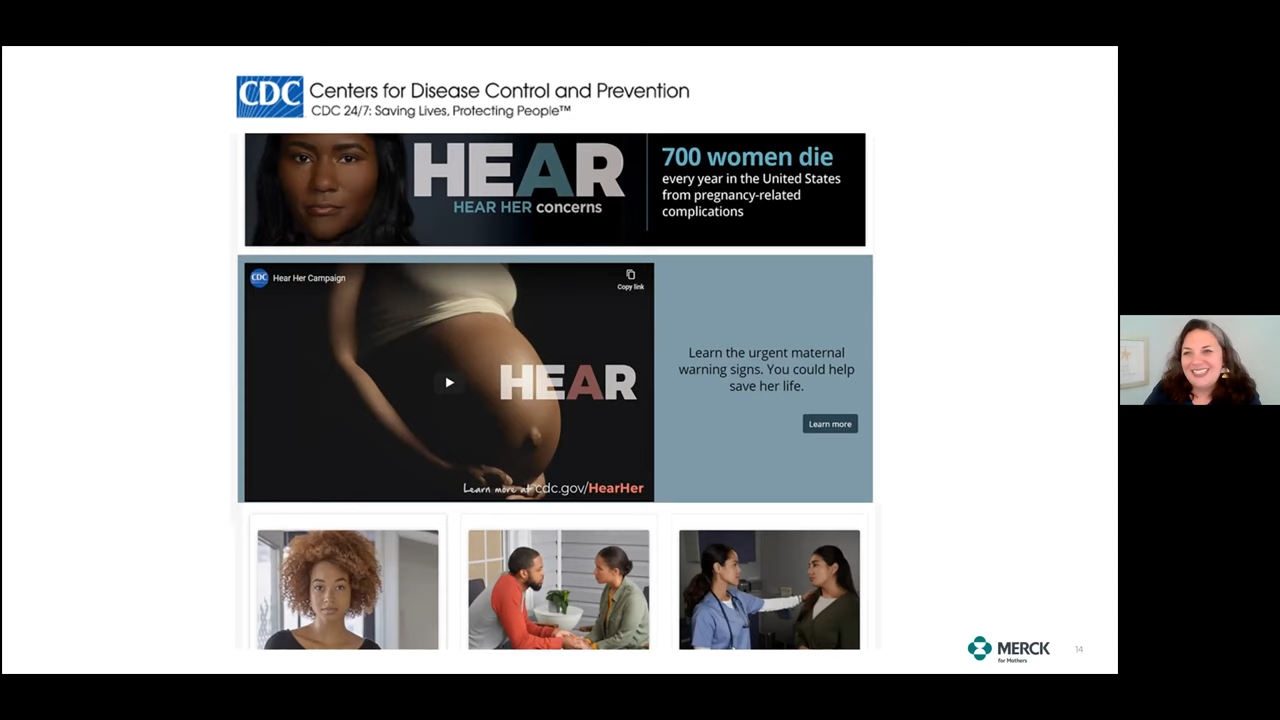 CDC
Centers for Disease Control and Prevention
CDC 24/7: Saving Lives, Protecting People™
HEAR
HEAR HER concerns
700 women die
every year in the United States
from pregnancy-related
complications
CDC
Hear Her Campaign
Copy link
HEAR
Learn more at cdc.gov/HearHer
Learn the urgent maternal
warning signs. You could help
save her life.
Learn more
MERCK
for Mothers
14